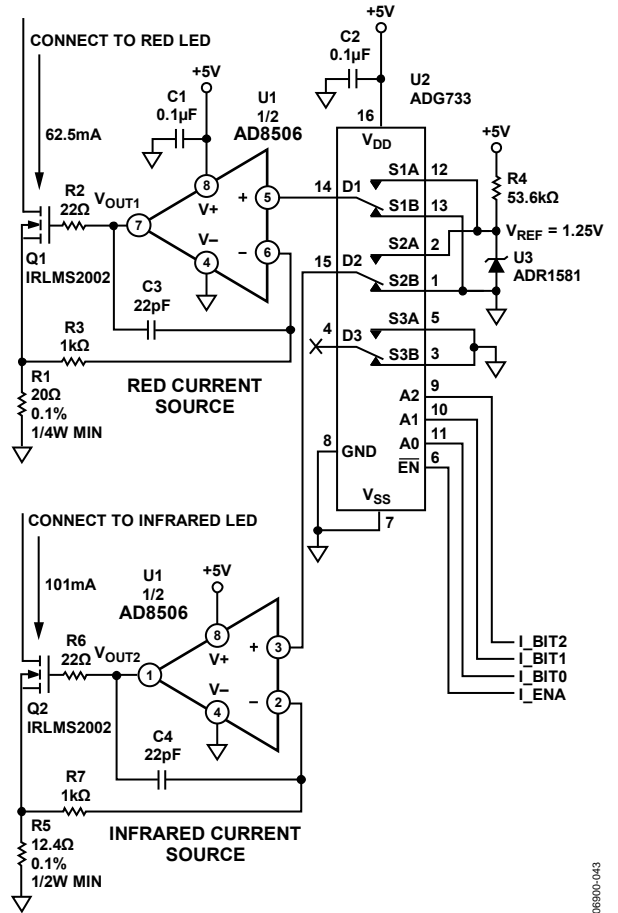 CONNECT TO RED LED
62.5mA
R2
22Ω
VOUT1
Q1
IRLMS2002
C1
0.1µF
+5V
U1
1/2
AD8506
8
V+
V–
4
+
5
–
6
7
C3
22pF
R3
1kΩ
R1
20Ω
0.1%
1/4W MIN
RED CURRENT
SOURCE
+5V
C2
0.1µF
U2
ADG733
16
VDD
14
D1
S1A
12
S1B
13
S2A
2
15
D2
S2B
1
S3A
5
4
D3
S3B
3
A2
9
A1
10
A0
11
EN
6
8
GND
VSS
7
+5V
R4
53.6kΩ
VREF = 1.25V
U3
ADR1581
I_BIT2
I_BIT1
I_BIT0
I_ENA
CONNECT TO INFRARED LED
101mA
R6
22Ω
VOUT2
Q2
IRLMS2002
U1
1/2
AD8506
+5V
8
V+
V–
4
+
3
–
2
1
C4
22pF
R7
1kΩ
R5
12.4Ω
0.1%
1/2W MIN
INFRARED CURRENT
SOURCE
06900-043